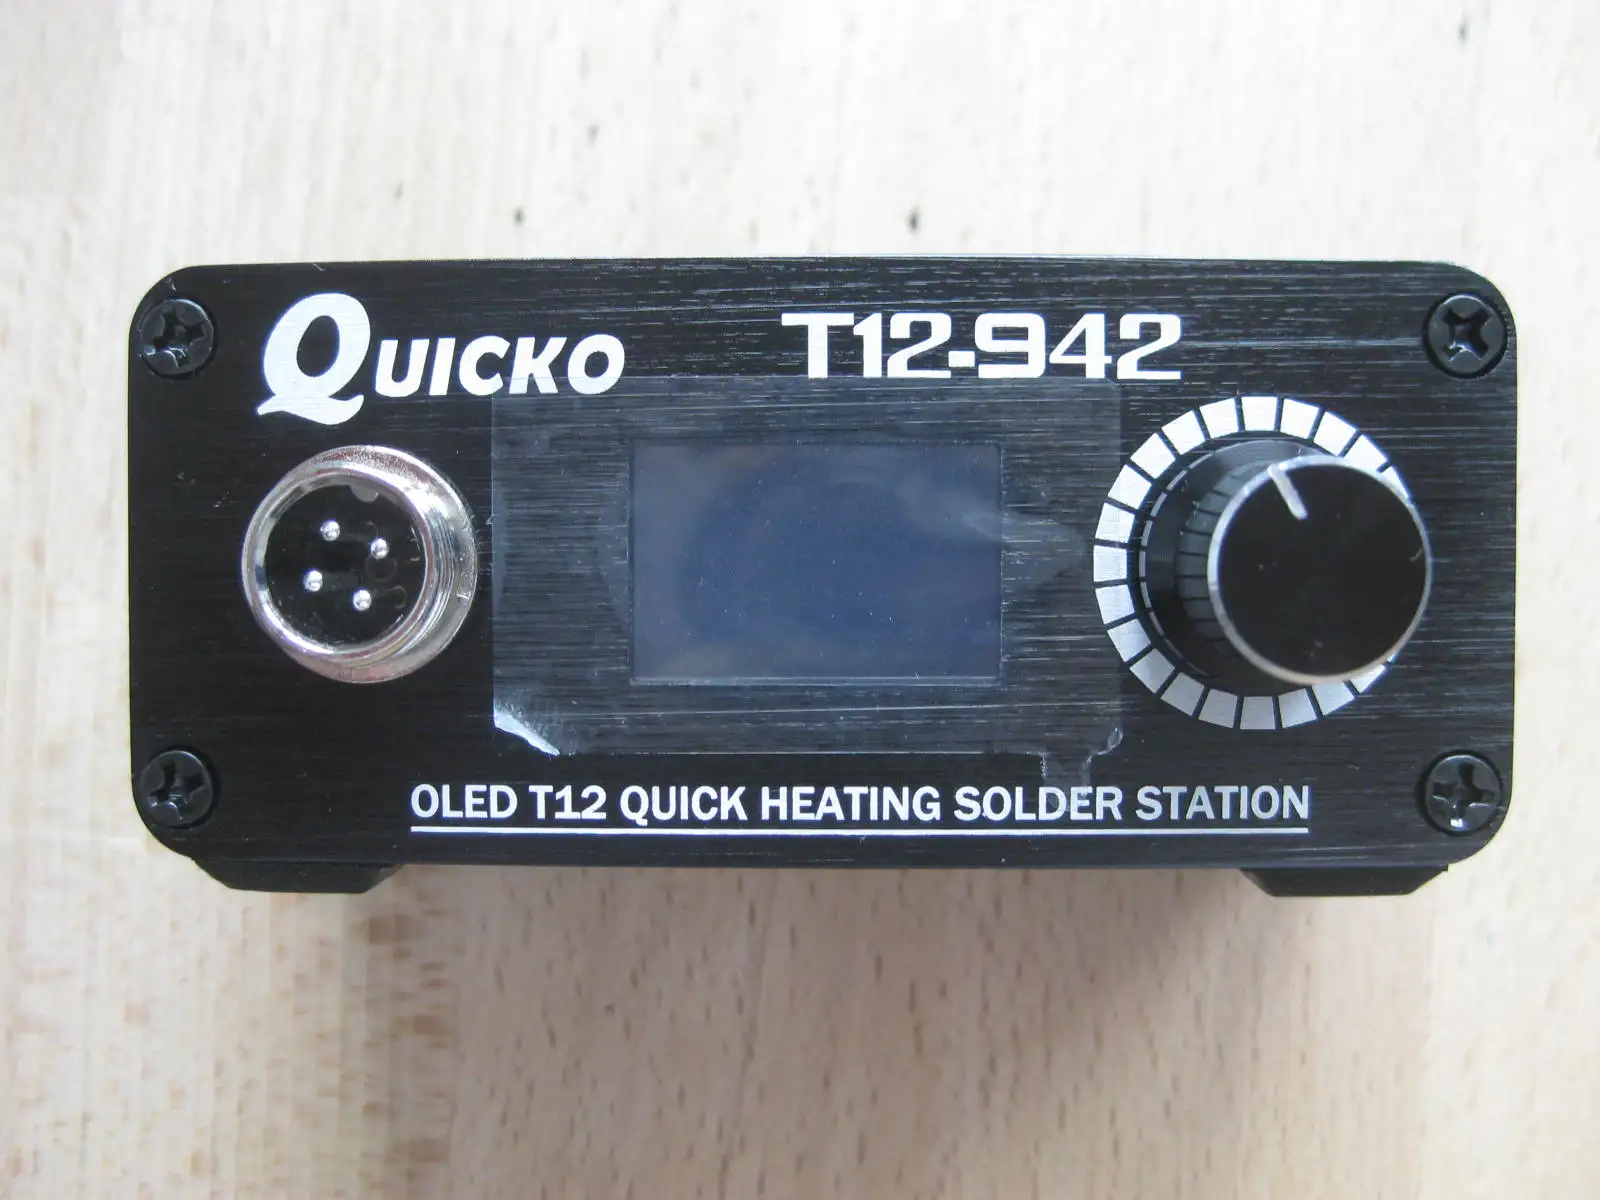 QUICKO
T12-942
OLED T12 QUICK HEATING SOLDER STATION